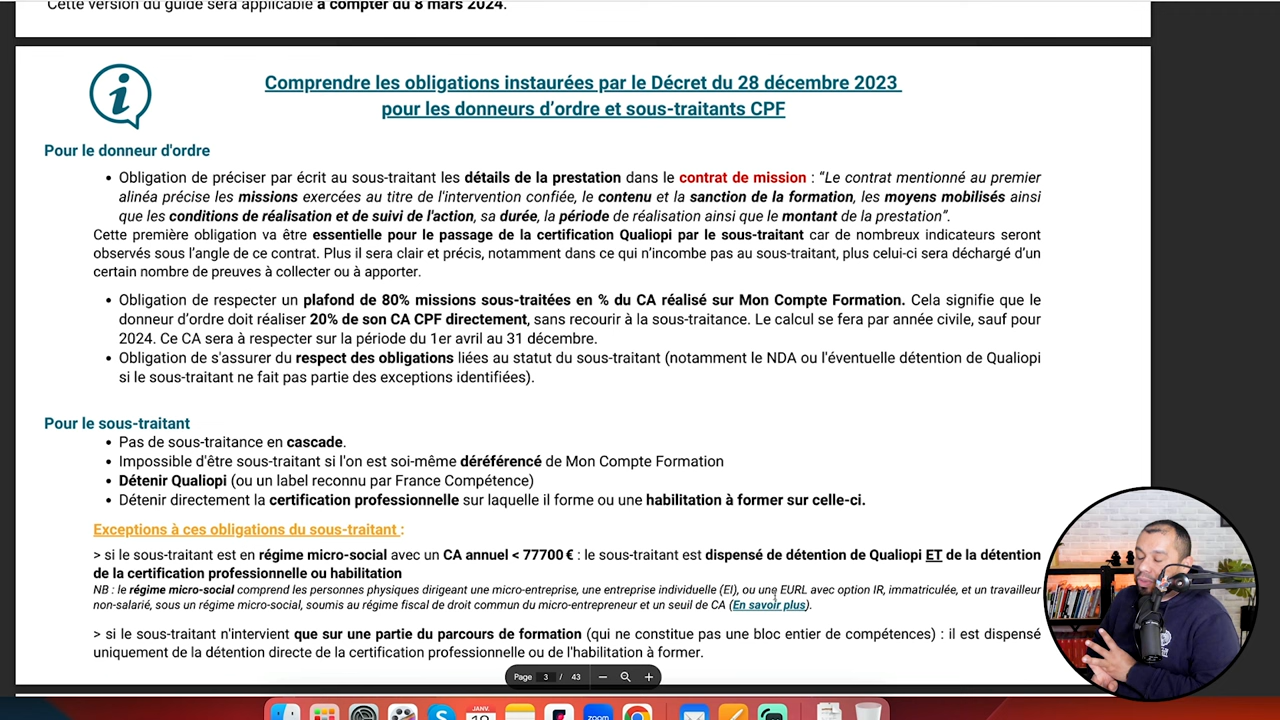 Cette version du guide sera applicable à compter du 8 mars 2024.
Comprendre les obligations instaurées par le Décret du 28 décembre 2023
pour les donneurs d'ordre et sous-traitants CPF
Pour le donneur d'ordre
• Obligation de préciser par écrit au sous-traitant les détails de la prestation dans le contrat de mission : “Le contrat mentionné au premier
alinéa précise les missions exercées au titre de l'intervention confiée, le contenu et la sanction de la formation, les moyens mobilisés ainsi
que les conditions de réalisation et de suivi de l'action, sa durée, la période de réalisation ainsi que le montant de la prestation”.
Cette première obligation va être essentielle pour le passage de la certification Qualiopi par le sous-traitant car de nombreux indicateurs seront
observés sous l'angle de ce contrat. Plus il sera clair et précis, notamment dans ce qui n'incombe pas au sous-traitant, plus celui-ci sera déchargé d'un
certain nombre de preuves à collecter ou à apporter.
• Obligation de respecter un plafond de 80% missions sous-traitées en % du CA réalisé sur Mon Compte Formation. Cela signifie que le
donneur d'ordre doit réaliser 20% de son CA CPF directement, sans recourir à la sous-traitance. Le calcul se fera par année civile, sauf pour
2024. Ce CA sera à respecter sur la période du 1er avril au 31 décembre.
• Obligation de s'assurer du respect des obligations liées au statut du sous-traitant (notamment le NDA ou l'éventuelle détention de Qualiopi
si le sous-traitant ne fait pas partie des exceptions identifiées).
Pour le sous-traitant
• Pas de sous-traitance en cascade.
• Impossible d'être sous-traitant si l'on est soi-même déréférencé de Mon Compte Formation
• Détenir Qualiopi (ou un label reconnu par France Compétence)
• Détenir directement la certification professionnelle sur laquelle il forme ou une habilitation à former sur celle-ci.
Exceptions à ces obligations du sous-traitant :
> si le sous-traitant est en régime micro-social avec un CA annuel < 77700 € : le sous-traitant est dispensé de détention de Qualiopi ET de la détention
de la certification professionnelle ou habilitation
NB : le régime micro-social comprend les personnes physiques dirigeant une micro-entreprise, une entreprise individuelle (EI), ou une EURL avec option IR, immatriculée, et un travailleur
non-salarié, sous un régime micro-social, soumis au régime fiscal de droit commun du micro-entrepreneur et un seuil de CA (En savoir plus).
> si le sous-traitant n'intervient que sur une partie du parcours de formation (qui ne constitue pas une bloc entier de compétences) : il est dispensé
uniquement de la détention directe de la certification professionnelle ou de l'habilitation à former.
Page 3 / 43
JANV.
zoom